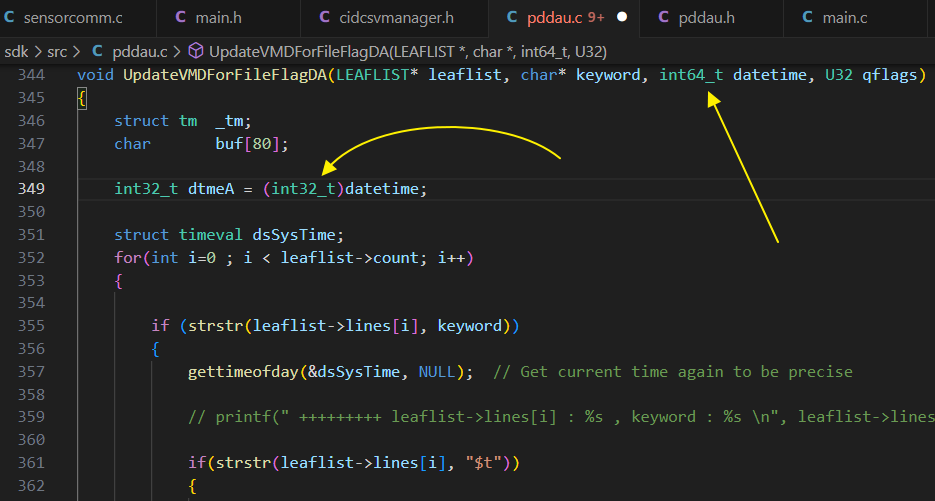 C sensorcomm.c C main.h C cidcsvmanager.h C pddau.c 9+ C pddau.h C main.c
sdk > src > C pddau.c > UpdateVMDForFileFlagDA(LEAFLIST *, char *, int64_t, U32)
344 void UpdateVMDForFileFlagDA(LEAFLIST* leaflist, char* keyword, int64_t datetime, U32 qflags)
345 {
346 struct tm _tm;
347 char buf[80];
348
349 int32_t dtmeA = (int32_t)datetime;
350
351 struct timeval dsSysTime;
352 for(int i=0 ; i < leaflist->count; i++)
353 {
354
355 if (strstr(leaflist->lines[i], keyword))
356 {
357 gettimeofday(&dsSysTime, NULL); // Get current time again to be precise
358
359 // printf(" +++++++++ leaflist->lines[i] : %s , keyword : %s \n", leaflist->lines
360
361 if(strstr(leaflist->lines[i], "$t"))
362 {